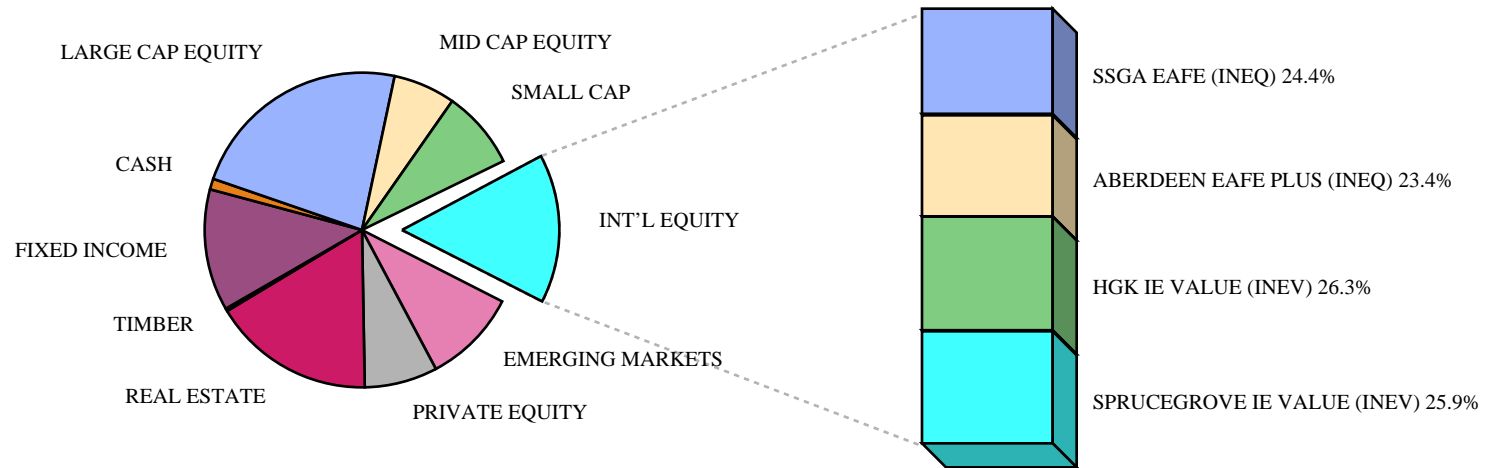 LARGE CAP EQUITY
MID CAP EQUITY
SMALL CAP
CASH
INT'L EQUITY
FIXED INCOME
TIMBER
EMERGING MARKETS
REAL ESTATE
PRIVATE EQUITY
SSGA EAFE (INEQ) 24.4%
ABERDEEN EAFE PLUS (INEQ) 23.4%
HGK IE VALUE (INEV) 26.3%
SPRUCEGROVE IE VALUE (INEV) 25.9%